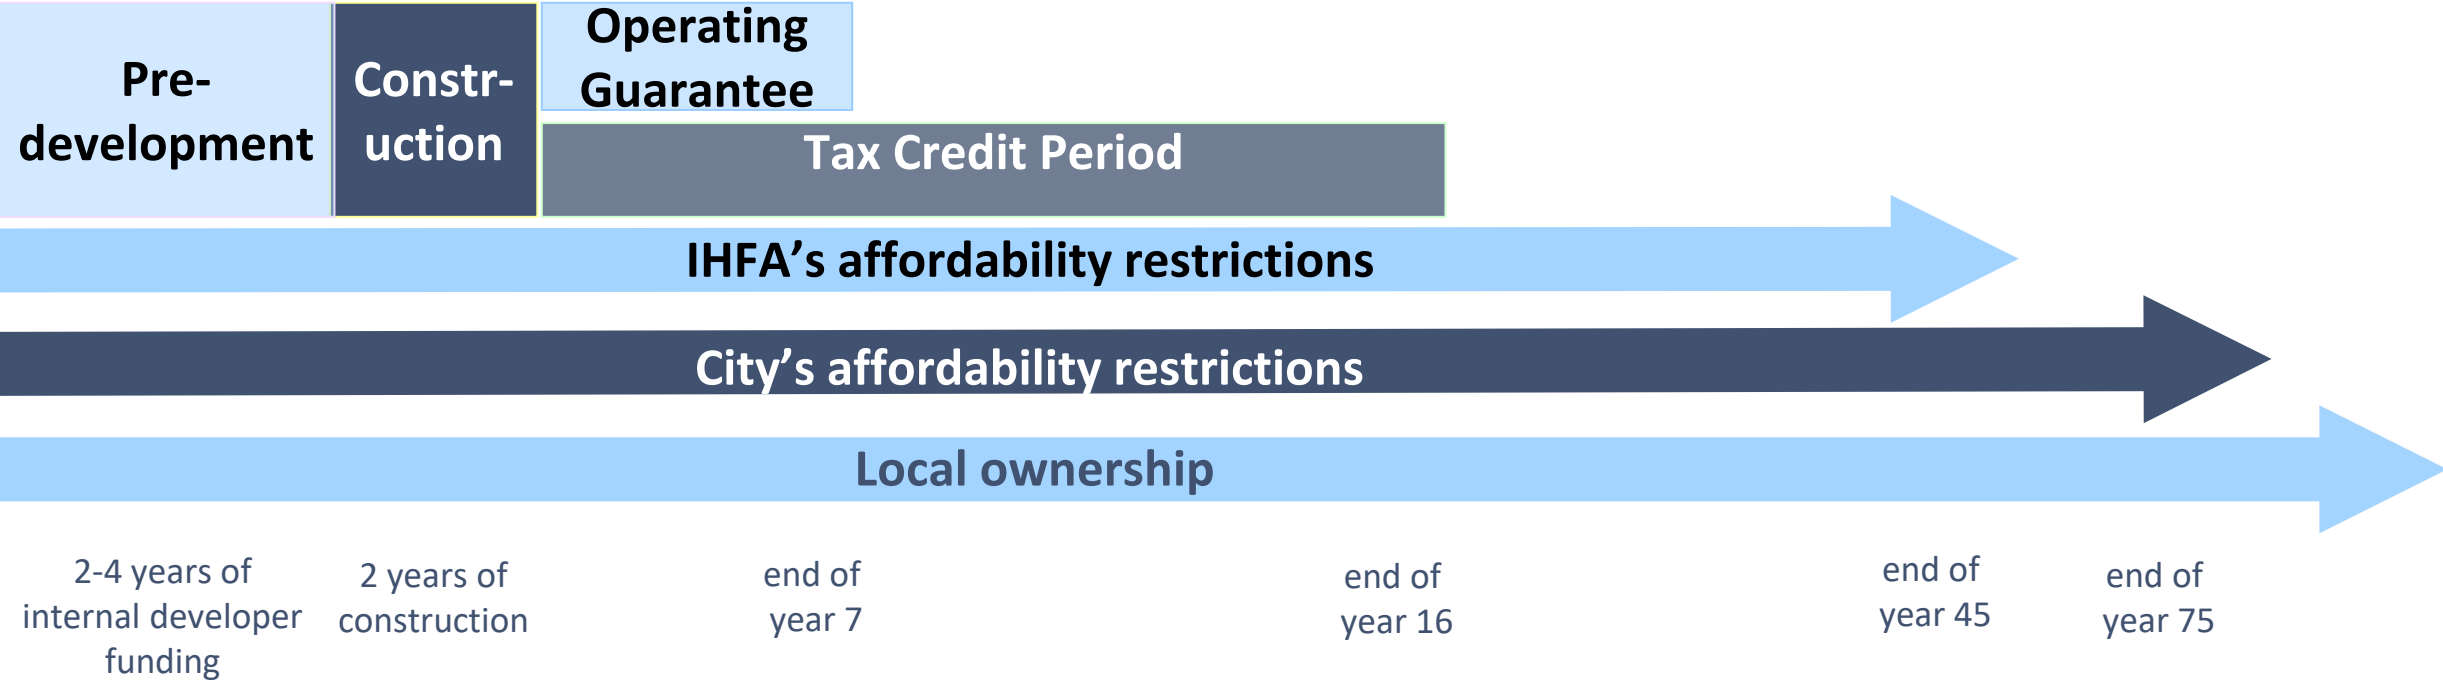 Pre-
development
Constr-
uction
Operating
Guarantee
Tax Credit Period
IHFA’s affordability restrictions
City’s affordability restrictions
Local ownership
2-4 years of
internal developer
funding
2 years of
construction
end of
year 7
end of
year 16
end of
year 45
end of
year 75